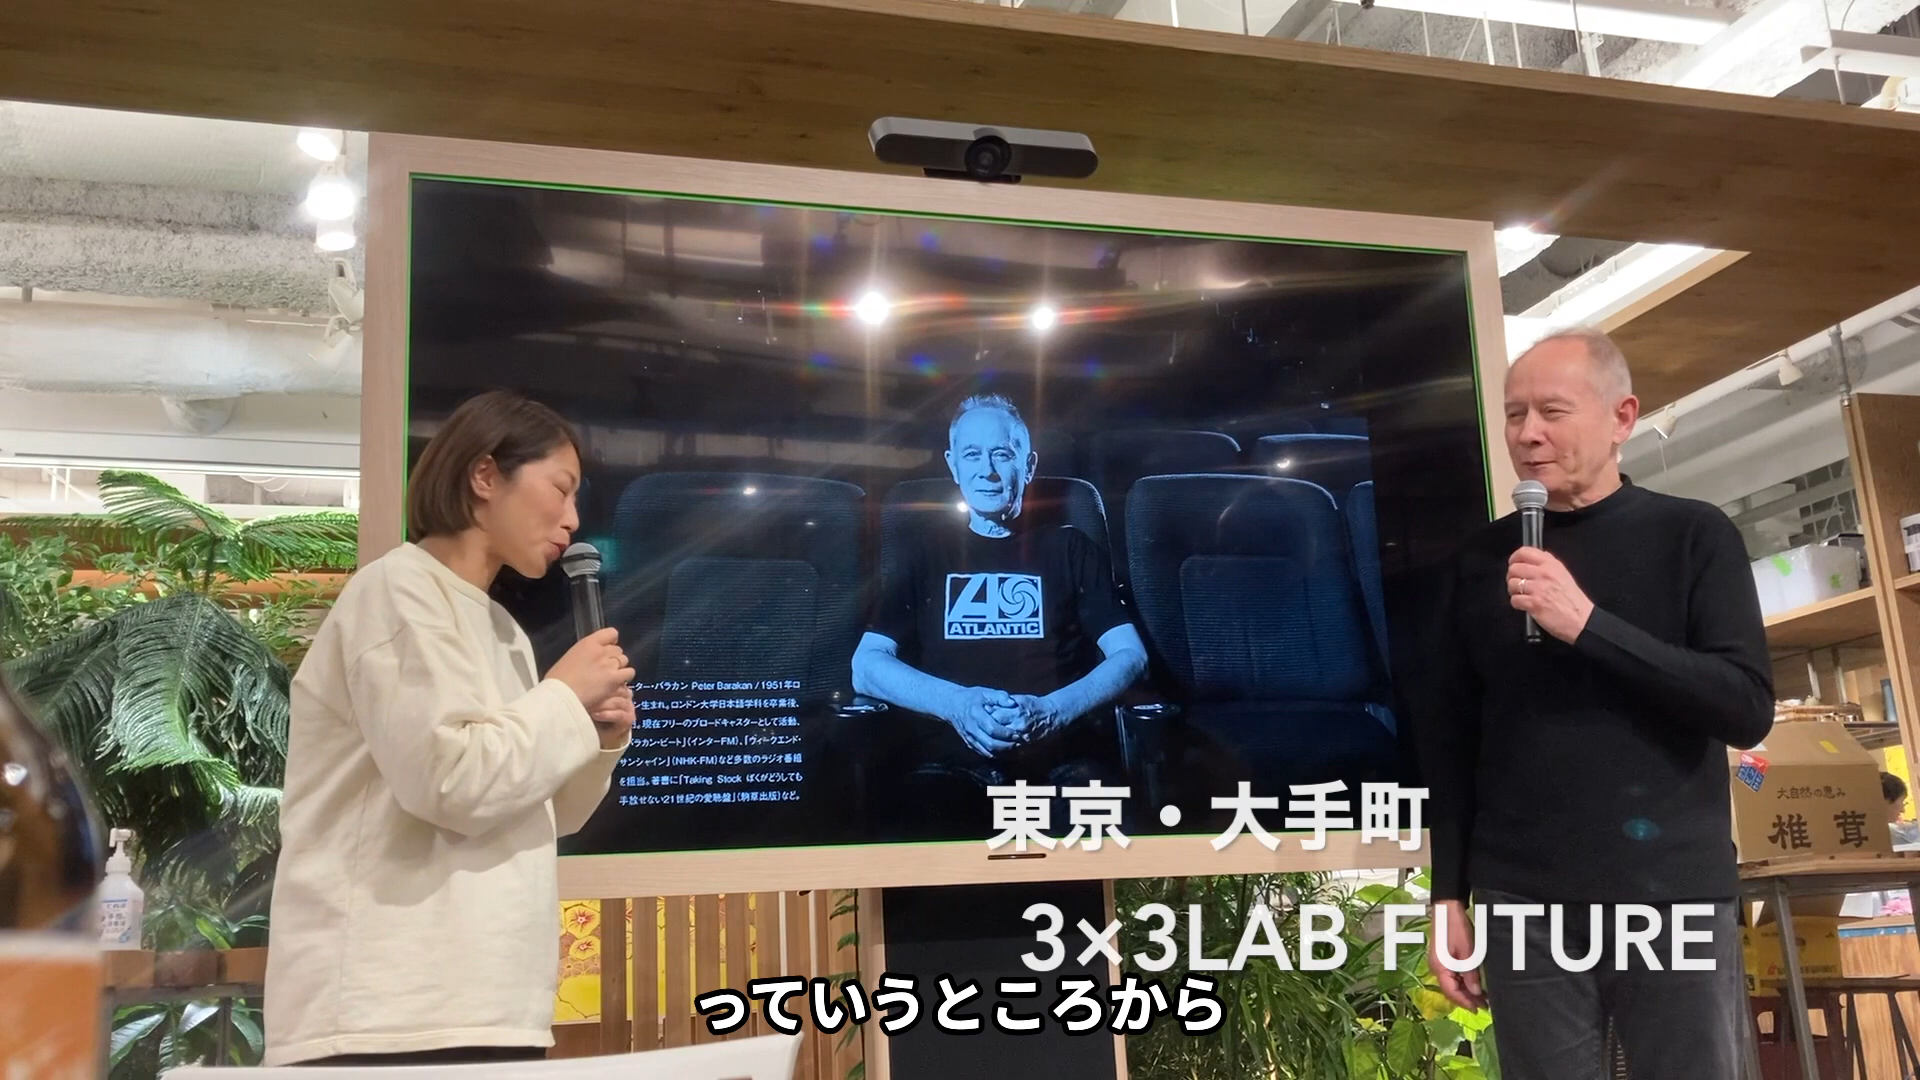 ATLANTIC
ーター・バラカン Peter Barakan / 1951年ロ
ン生まれ。ロンドン大学日本語学科を卒業後、
。現在フリーのブロードキャスターとして活動、
バラカン・ビート」(インターFM)、「ウィークエンド・
サンシャイン」(NHK-FM)など多数のラジオ番組
を担当。著書に「Taking Stock ぼくがどうしても
手放せない21世紀の愛聴盤」(駒草出版)など。
大自然の恵み
椎茸
東京・大手町
3×3LAB FUTURE
っていうところから